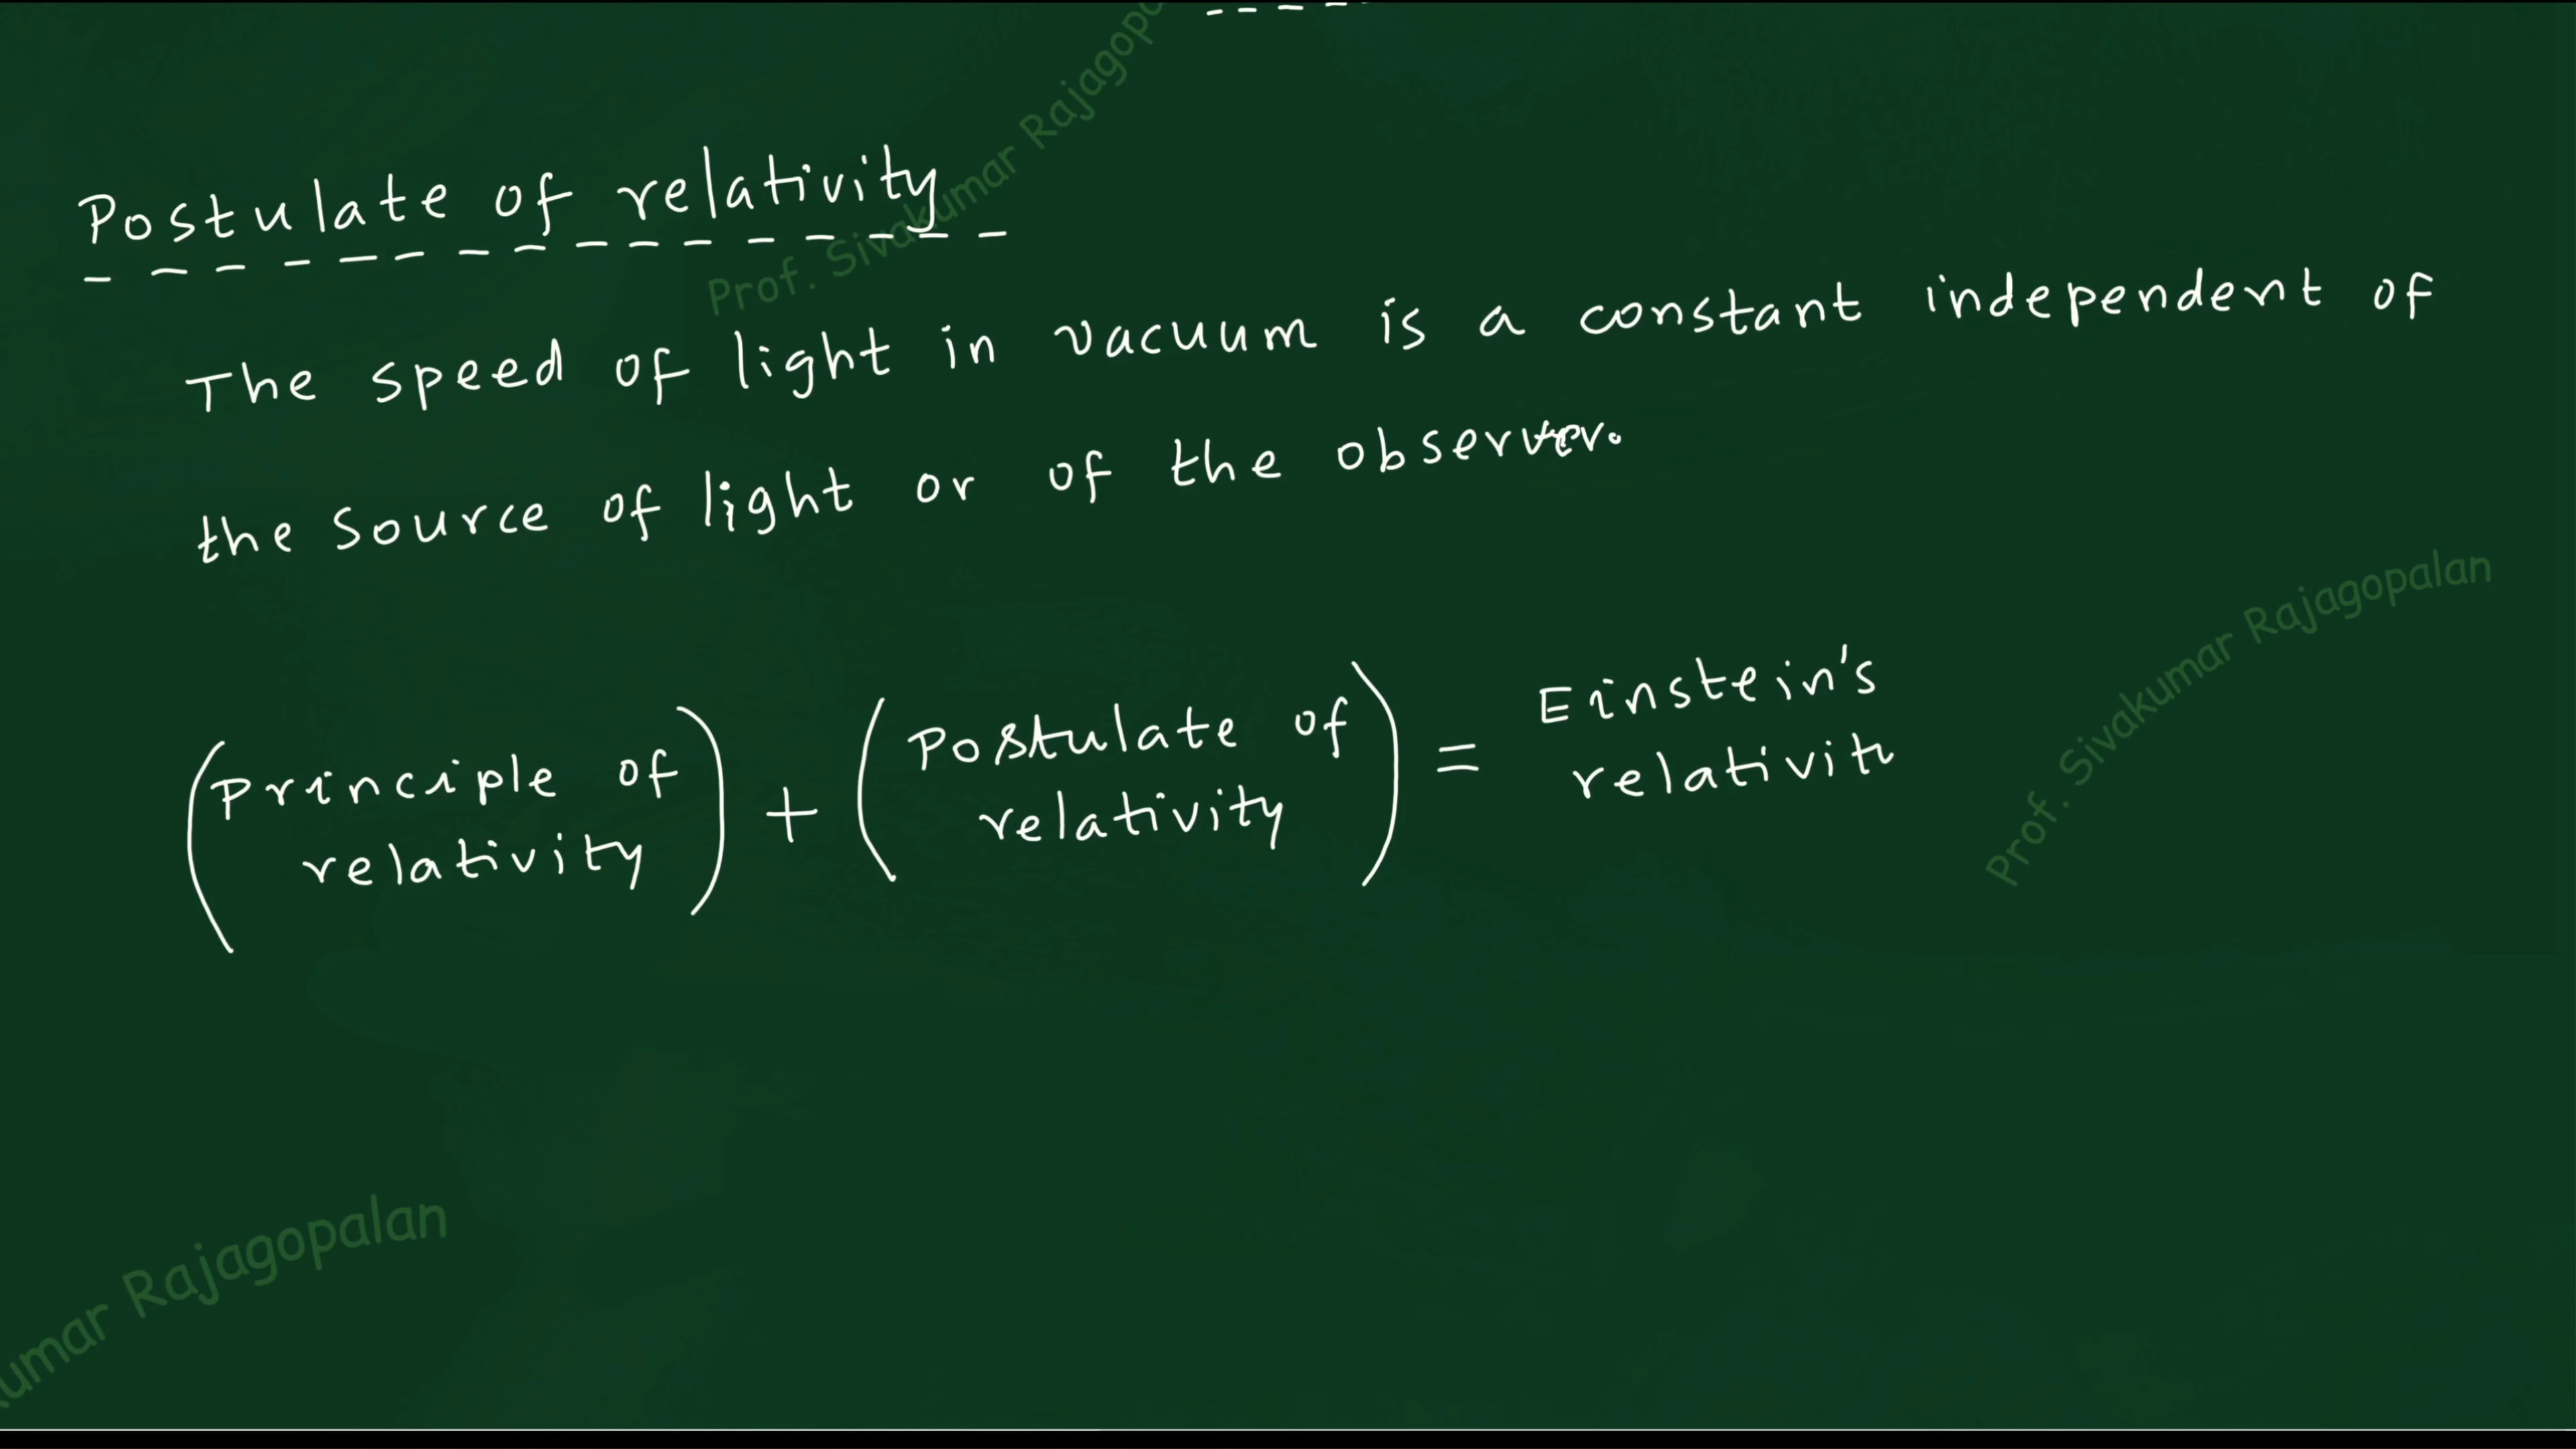 Prof. Sivakumar Rajagopa
Postulate of relativity
The speed of light in vacuum is a constant independent of
the source of light or of the observer.
Prof. Sivakumar Rajagopalan
(Principle of relativity) + (Postulate of relativity) = Einstein's relativit
umar Rajagopalan